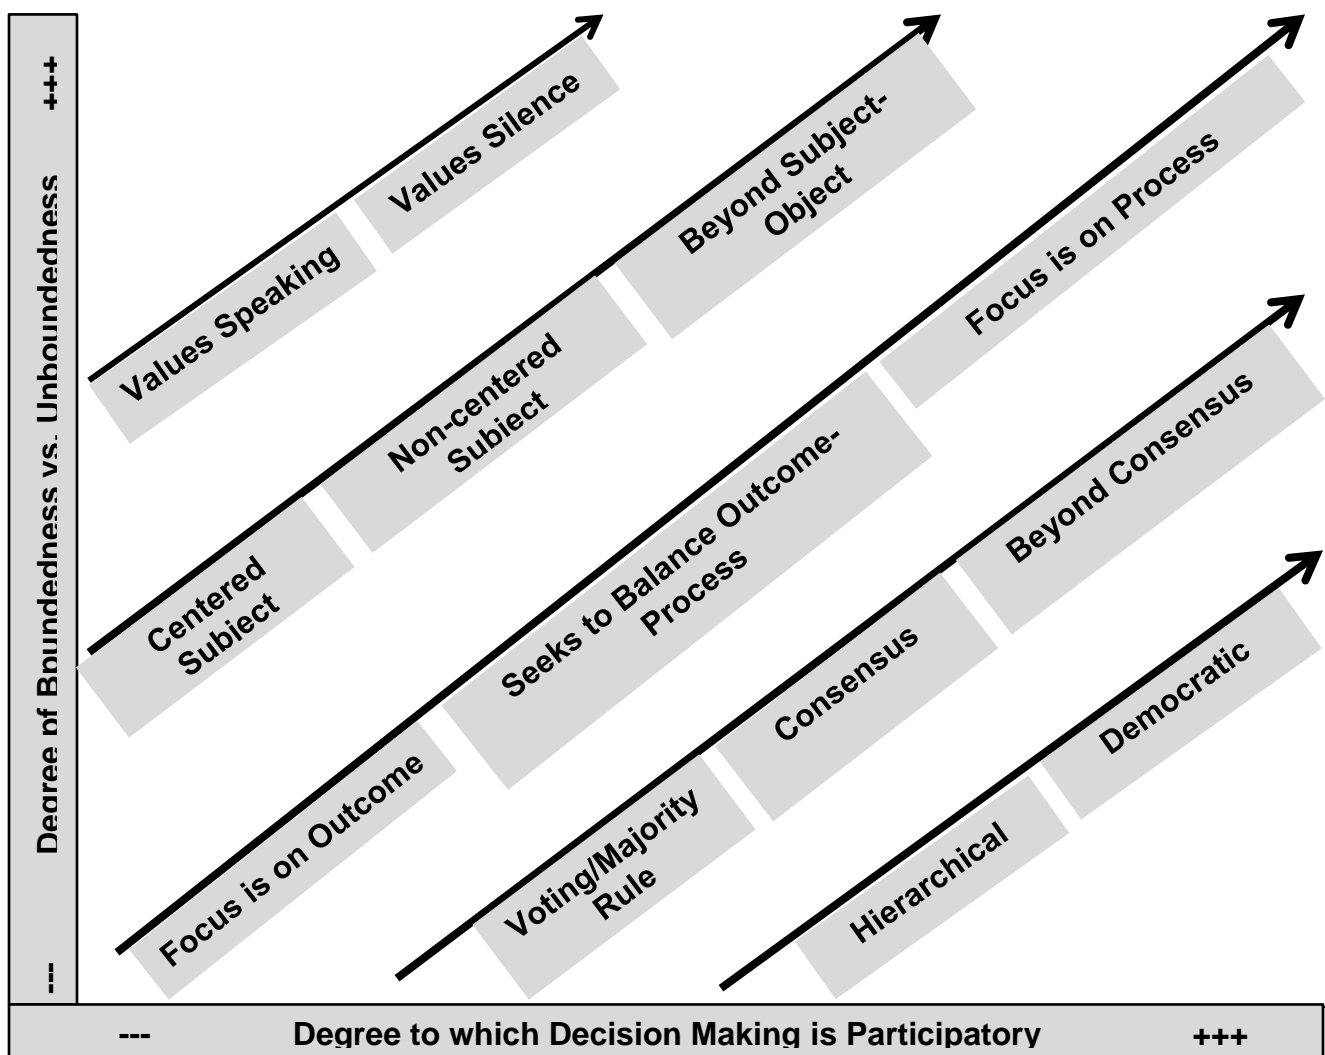 +++
Degree of Boundedness vs. Unboundedness
---
Values Speaking
Values Silence
Centered
Subject
Non-centered
Subject
Beyond Subject-
Object
Focus is on Outcome
Seeks to Balance Outcome-
Process
Focus is on Process
Voting/Majority
Rule
Consensus
Beyond Consensus
Hierarchical
Democratic
--- Degree to which Decision Making is Participatory +++